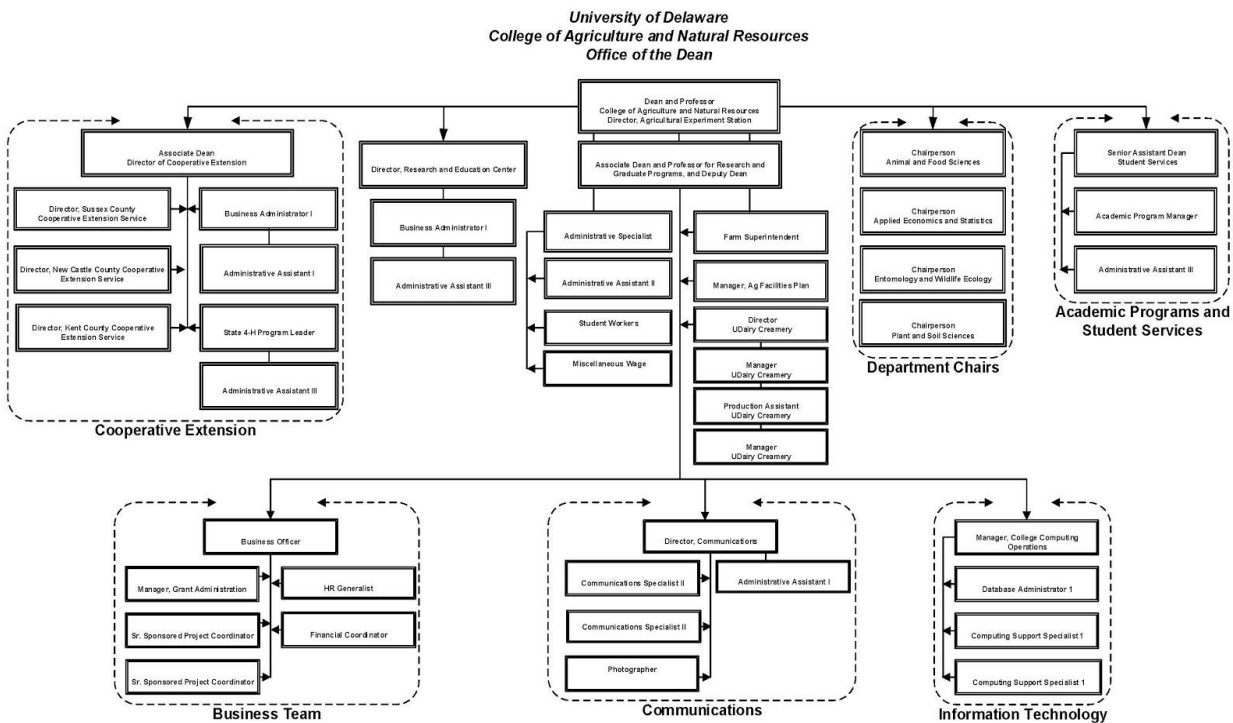 University of Delaware
College of Agriculture and Natural Resources
Office of the Dean
Dean and Professor
College of Agriculture and Natural Resources
Director, Agricultural Experiment Station
Associate Dean
Director of Cooperative Extension
Director, Sussex County
Cooperative Extension Service
Business Administrator I
Director, New Castle County Cooperative
Extension Service
Administrative Assistant I
Director, Kent County Cooperative
Extension Service
State 4-H Program Leader
Administrative Assistant III
Cooperative Extension
Director, Research and Education Center
Business Administrator I
Administrative Assistant III
Associate Dean and Professor for Research and
Graduate Programs, and Deputy Dean
Administrative Specialist
Administrative Assistant II
Student Workers
Miscellaneous Wage
Farm Superintendent
Manager, Ag Facilities Plan
Director
UDairy Creamery
Manager
UDairy Creamery
Production Assistant
UDairy Creamery
Manager
UDairy Creamery
Chairperson
Animal and Food Sciences
Chairperson
Applied Economics and Statistics
Chairperson
Entomology and Wildlife Ecology
Chairperson
Plant and Soil Sciences
Department Chairs
Senior Assistant Dean
Student Services
Academic Program Manager
Administrative Assistant III
Academic Programs and
Student Services
Business Officer
Manager, Grant Administration
HR Generalist
Sr. Sponsored Project Coordinator
Financial Coordinator
Sr. Sponsored Project Coordinator
Business Team
Director, Communications
Communications Specialist II
Administrative Assistant I
Communications Specialist II
Photographer
Communications
Manager, College Computing
Operations
Database Administrator 1
Computing Support Specialist 1
Computing Support Specialist 1
Information Technology